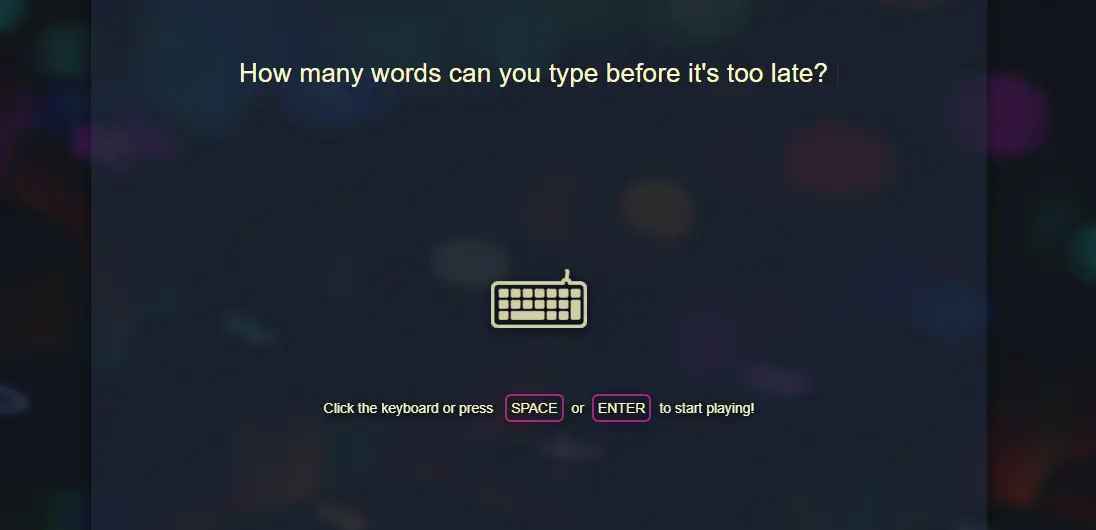 How many words can you type before it's too late?
Click the keyboard or press SPACE or ENTER to start playing!